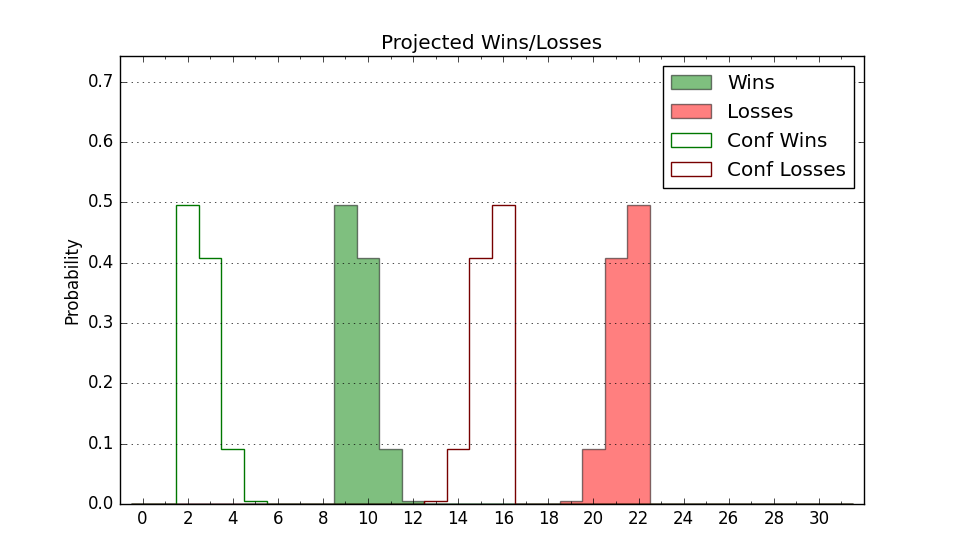 Projected Wins/Losses
0.7
0.6
0.5
0.4
0.3
0.2
0.1
0.0
Probability
Wins
Losses
Conf Wins
Conf Losses
0 2 4 6 8 10 12 14 16 18 20 22 24 26 28 30